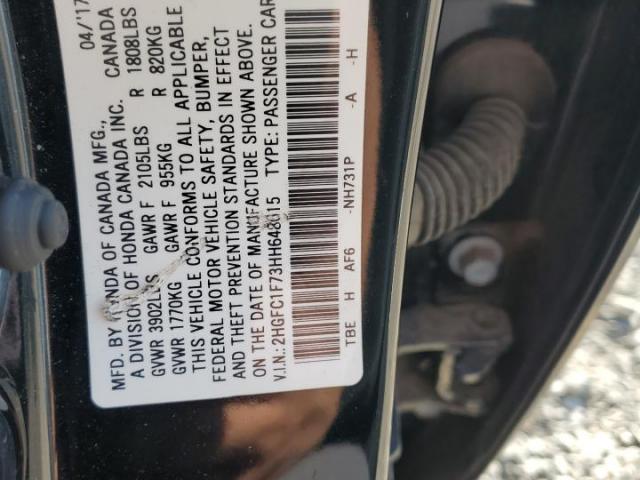 MFD. BY HONDA OF CANADA MFG., CANADA 04/'17
A DIVISION OF HONDA CANADA INC.
GVWR 3902LBS GAWR F 2105LBS R 1808LBS
GVWR 1770KG GAWR F 955KG R 820KG
THIS VEHICLE CONFORMS TO ALL APPLICABLE
FEDERAL MOTOR VEHICLE SAFETY, BUMPER,
AND THEFT PREVENTION STANDARDS IN EFFECT
ON THE DATE OF MANUFACTURE SHOWN ABOVE.
V.I.N.: 2HGFC1F73HH648615 TYPE: PASSENGER CAR
TBE H AF6 -NH731P -A -H